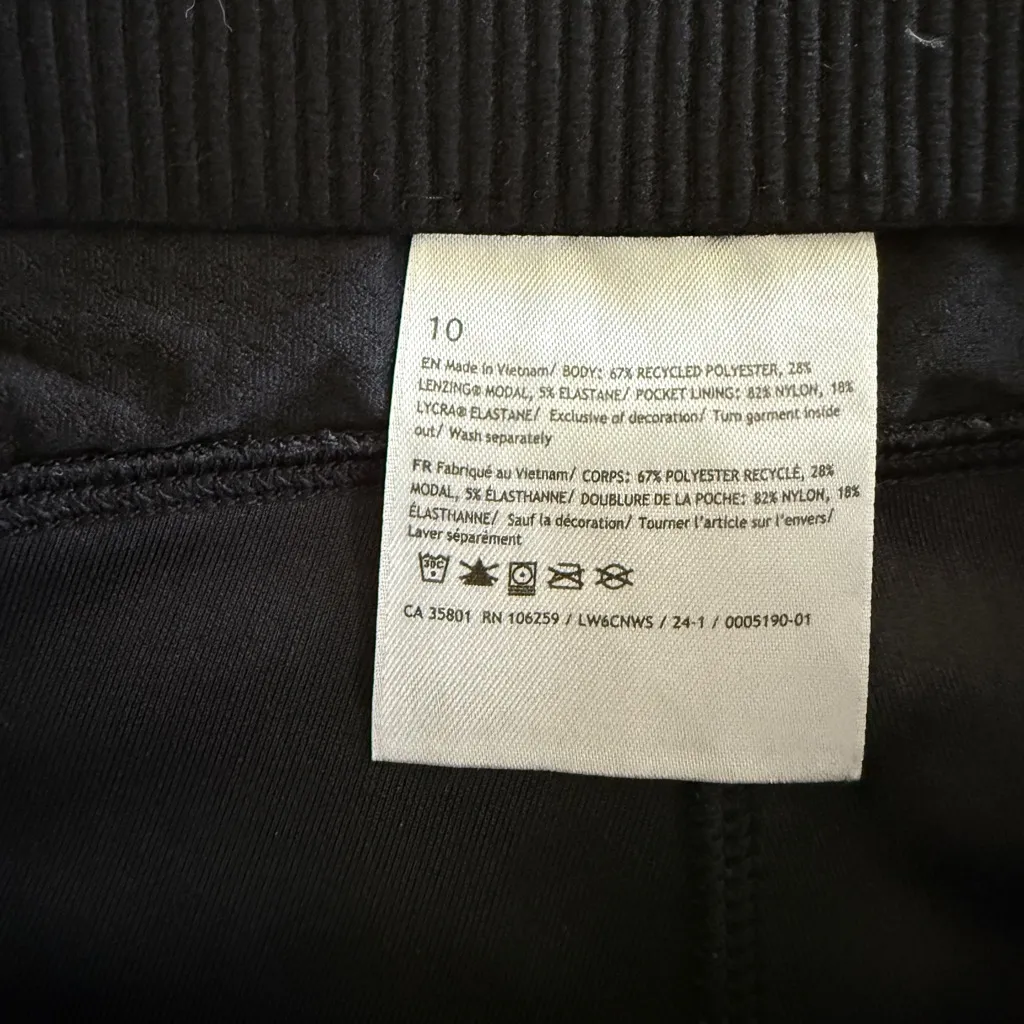 10
EN Made in Vietnam/ BODY: 67% RECYCLED POLYESTER, 28%
LENZING® MODAL, 5% ELASTANE/ POCKET LINING: 82% NYLON, 18%
LYCRA® ELASTANE/ Exclusive of decoration/ Turn garment inside
out/ Wash separately
FR Fabriqué au Vietnam/ CORPS: 67% POLYESTER RECYCLÉ, 28%
MODAL, 5% ÉLASTHANNE/ DOUBLURE DE LA POCHE: 82% NYLON, 18%
ÉLASTHANNE/ Sauf la décoration/ Tourner l'article sur l'envers/
Laver séparément
30C
CA 35801 RN 106259 / LW6CNWS / 24-1 / 0005190-01